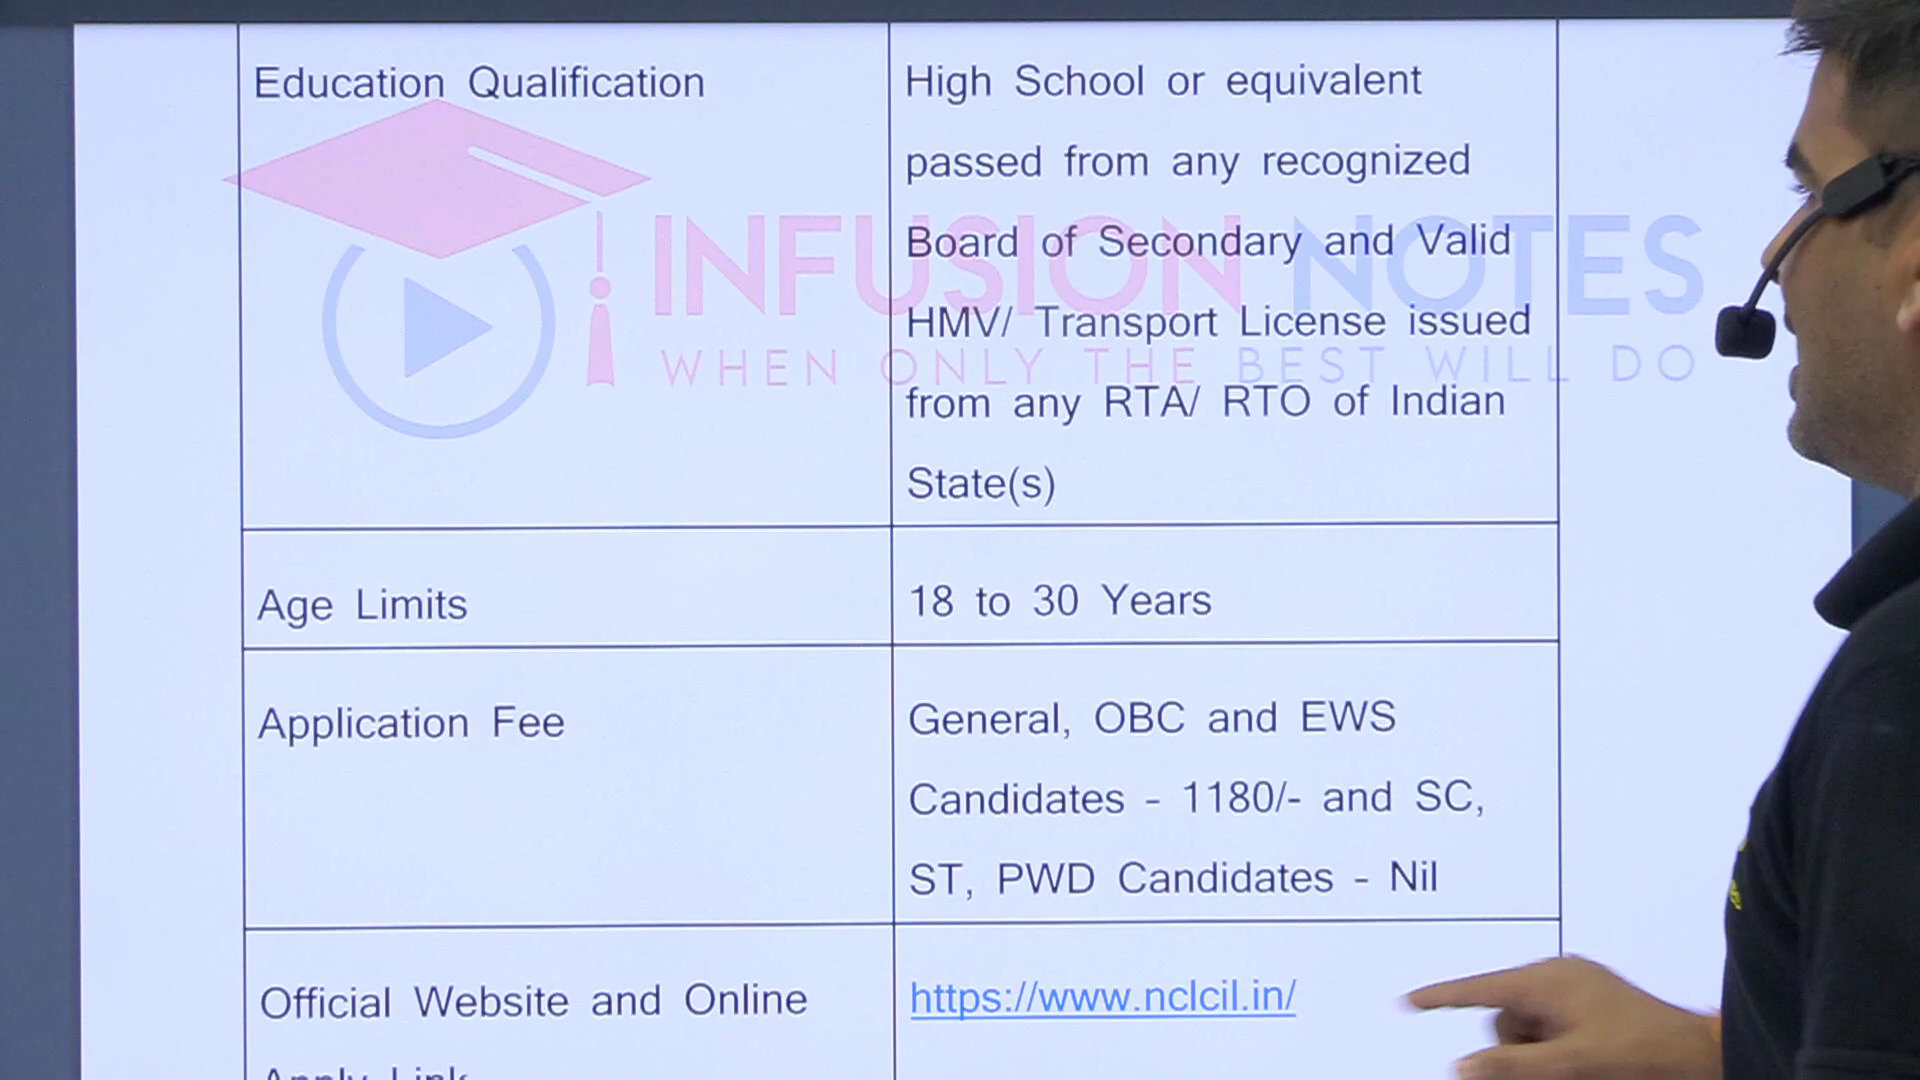 Education Qualification
High School or equivalent
passed from any recognized
Board of Secondary and Valid
HMV/ Transport License issued
from any RTA/ RTO of Indian
State(s)
INFUSION NOTES
WHEN ONLY THE BEST WILL DO
Age Limits
18 to 30 Years
Application Fee
General, OBC and EWS
Candidates - 1180/- and SC,
ST, PWD Candidates - Nil
Official Website and Online
Apply Link
https://www.nclcil.in/